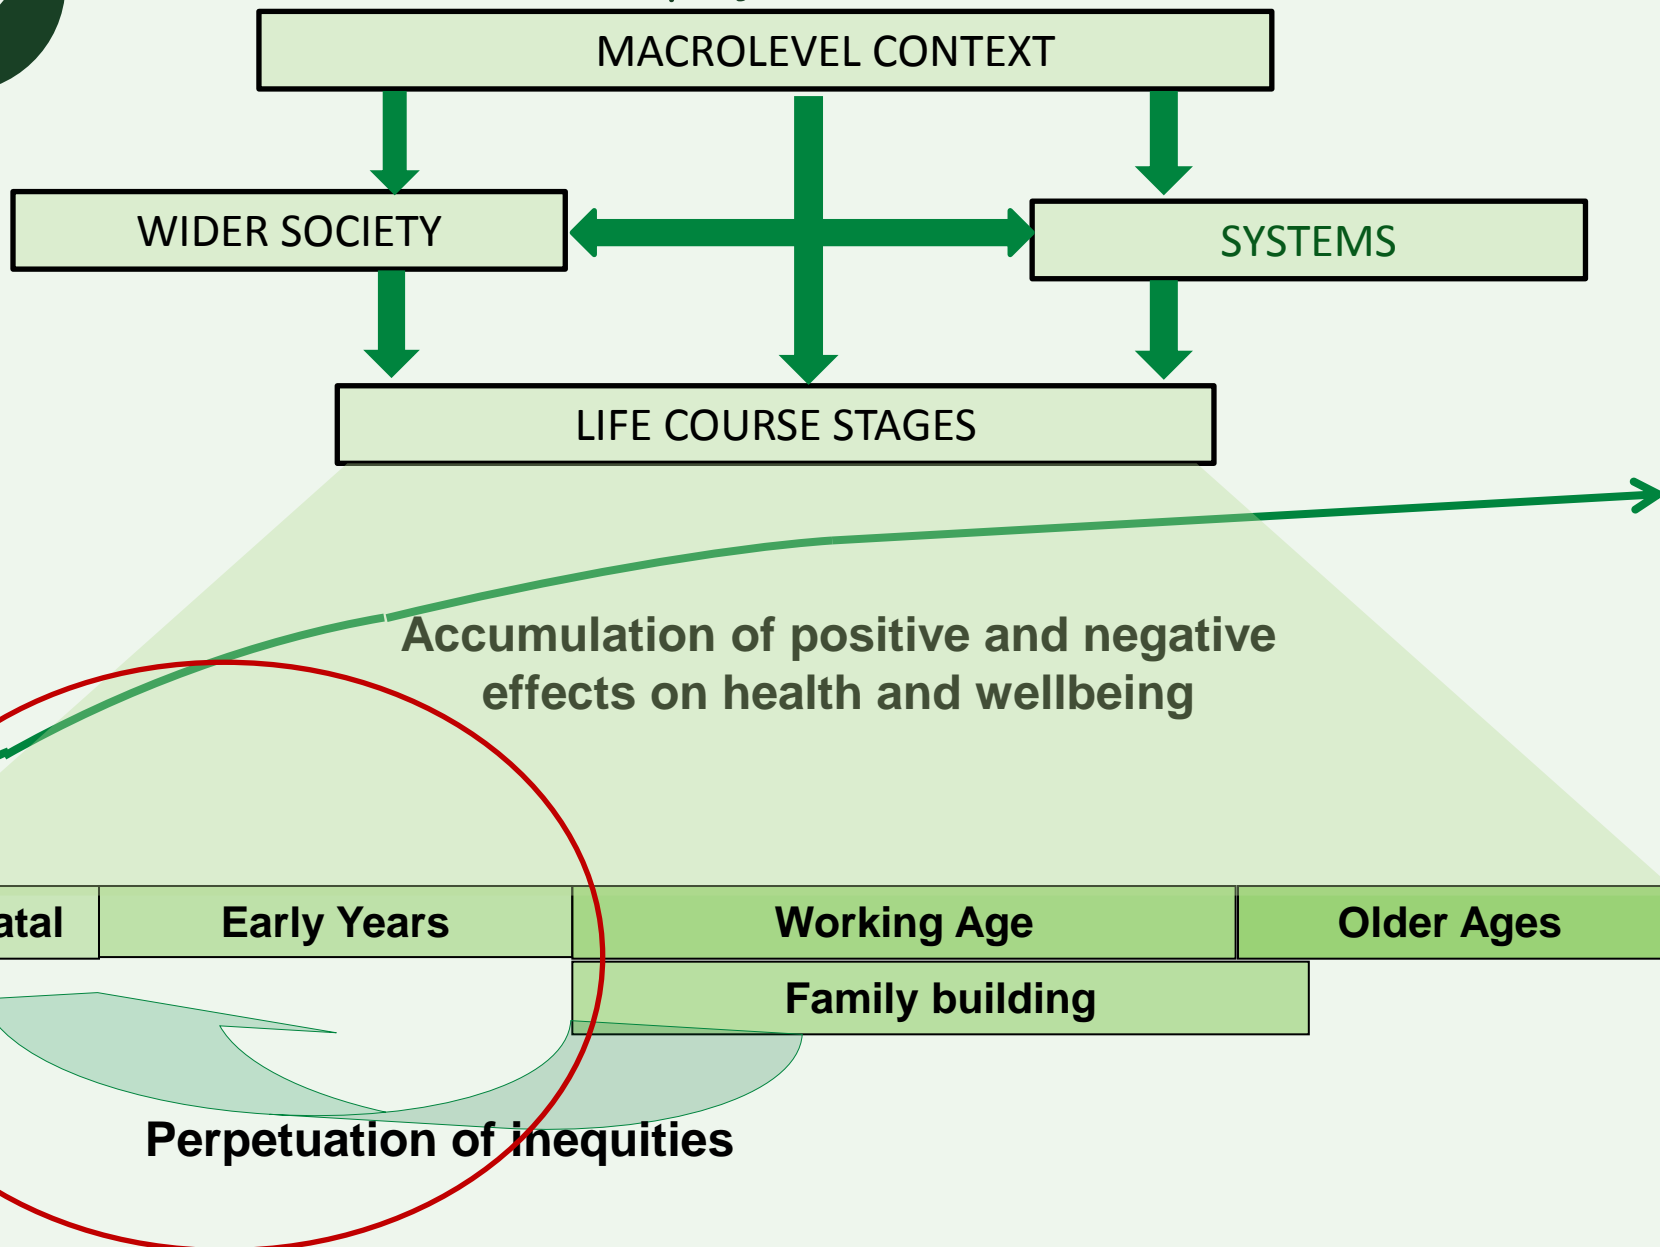 MACROLEVEL CONTEXT
WIDER SOCIETY
SYSTEMS
LIFE COURSE STAGES
Accumulation of positive and negative
effects on health and wellbeing
atal
Early Years
Working Age
Older Ages
Family building
Perpetuation of inequities